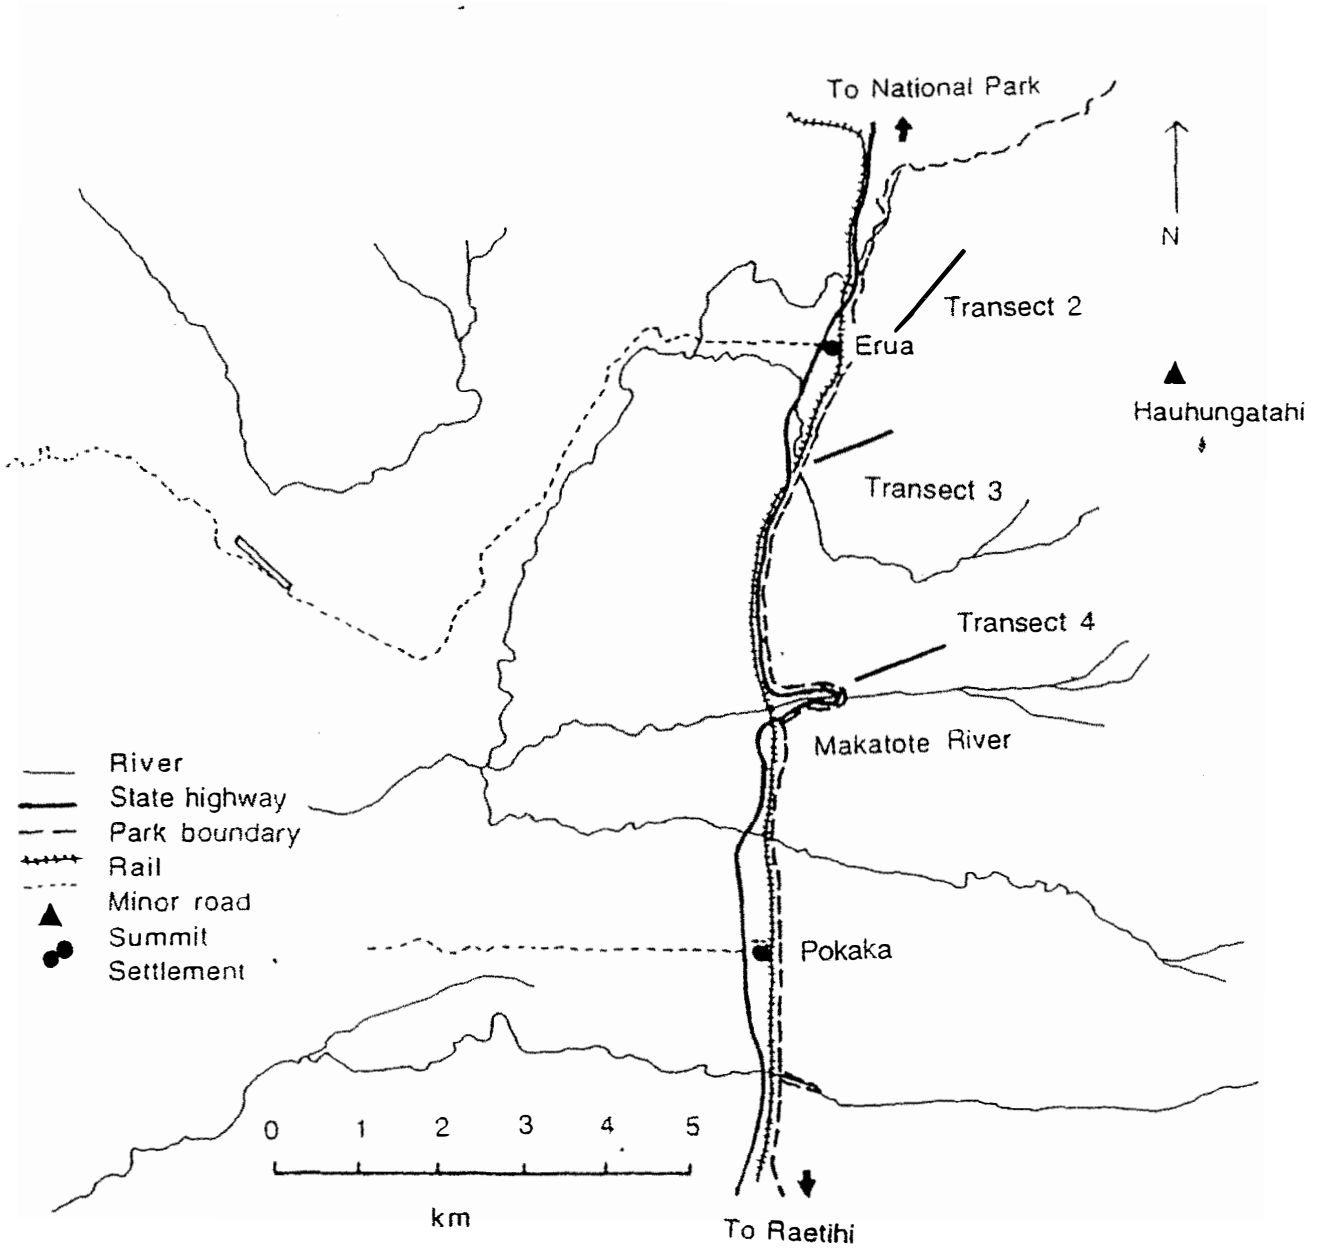 To National Park
N
Transect 2
Erua
Hauhungatahi
Transect 3
Transect 4
Makatote River
River
State highway
Park boundary
Rail
Minor road
Summit
Settlement
Pokaka
0 1 2 3 4 5
km
To Raetihi